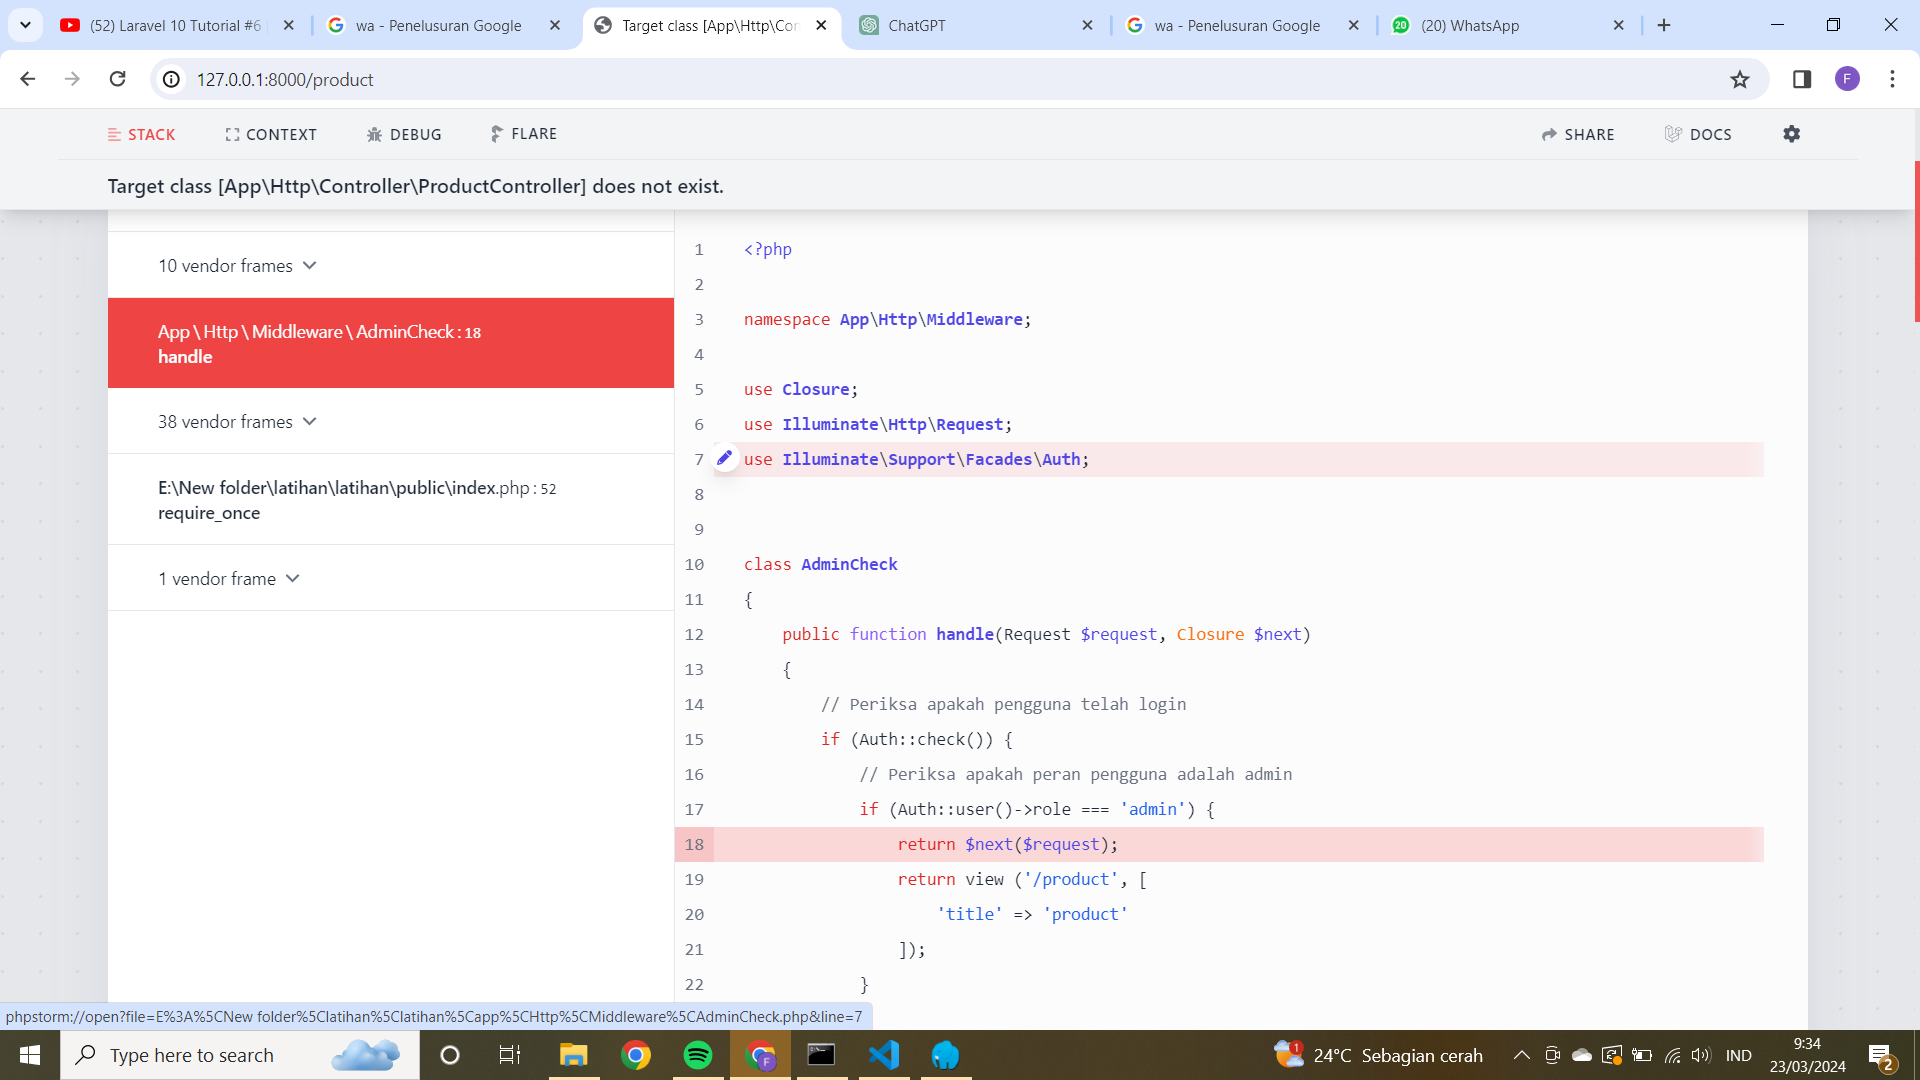 (52) Laravel 10 Tutorial #6
wa - Penelusuran Google
Target class [App\Http\Con
ChatGPT
wa - Penelusuran Google
20
(20) WhatsApp
127.0.0.1:8000/product
F
STACK
CONTEXT
DEBUG
FLARE
SHARE
DOCS
Target class [App\Http\Controller\ProductController] does not exist.
10 vendor frames
App \ Http \ Middleware \ AdminCheck : 18
handle
38 vendor frames
E:\New folder\latihan\latihan\public\index.php : 52
require_once
1 vendor frame
1 <?php
2
3 namespace App\Http\Middleware;
4
5 use Closure;
6 use Illuminate\Http\Request;
7 use Illuminate\Support\Facades\Auth;
8
9
10 class AdminCheck
11 {
12 public function handle(Request $request, Closure $next)
13 {
14 // Periksa apakah pengguna telah login
15 if (Auth::check()) {
16 // Periksa apakah peran pengguna adalah admin
17 if (Auth::user()->role === 'admin') {
18 return $next($request);
19 return view ('/product', [
20 'title' => 'product'
21 ]);
22 }
phpstorm://open?file=E%3A%5CNew folder%5Clatihan%5Clatihan%5Capp%5CHttp%5CMiddleware%5CAdminCheck.php&line=7
Type here to search
F
1
24°C Sebagian cerah
IND
9:34
23/03/2024
2